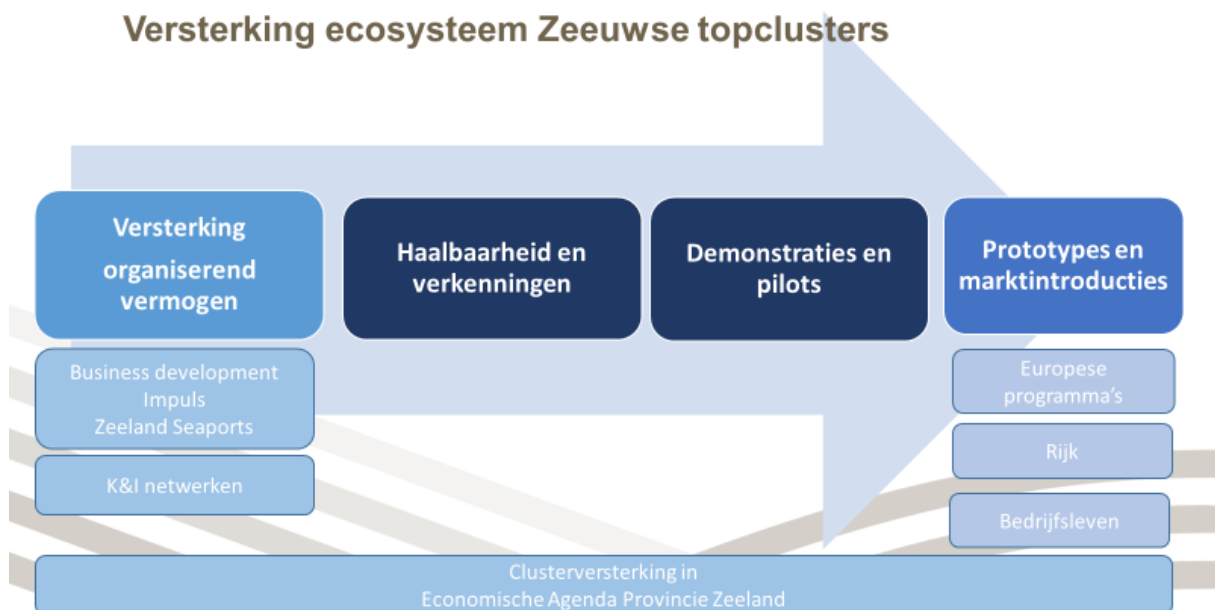 Versterking ecosysteem Zeeuwse topclusters
Versterking
organiserend
vermogen
Haalbaarheid en
verkenningen
Demonstraties en
pilots
Prototypes en
marktintroducties
Business development
Impuls
Zeeland Seaports
K&I netwerken
Europese
programma's
Rijk
Bedrijfsleven
Clusterversterking in
Economische Agenda Provincie Zeeland